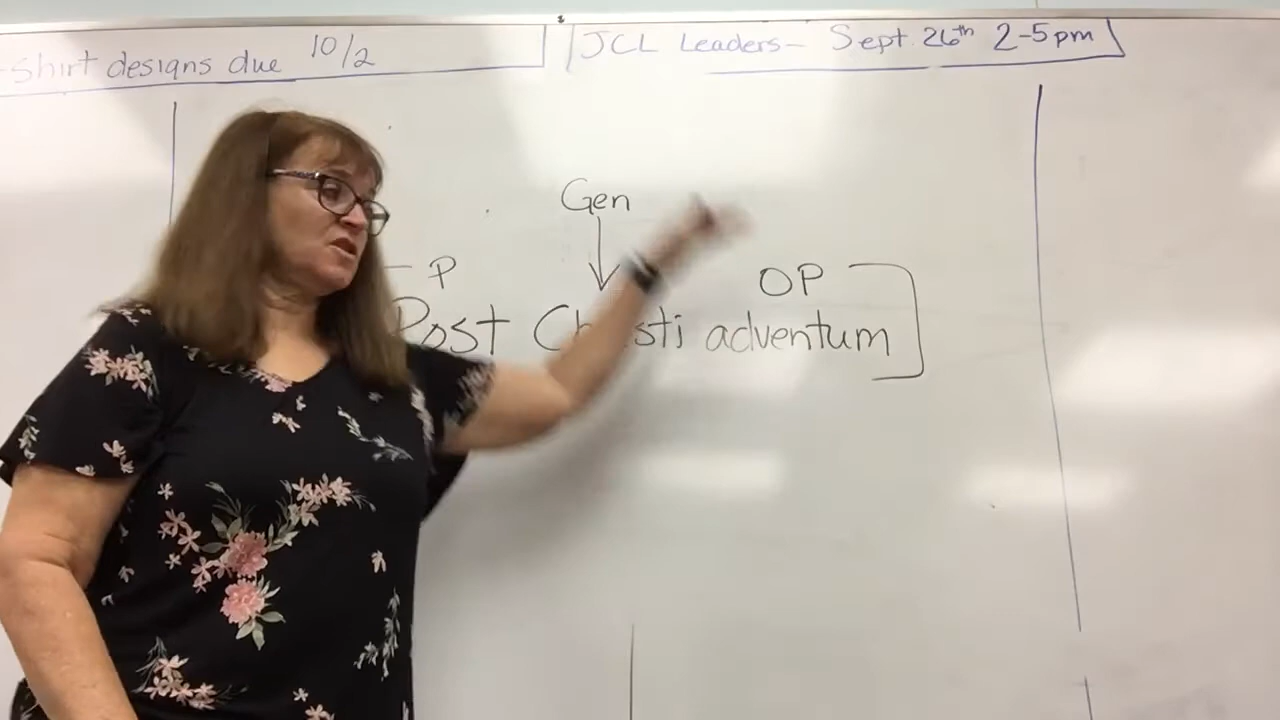 -shirt designs due 10/2
JCL Leaders- Sept. 26th 2-5pm
Gen
P
OP
Post Christi adventum